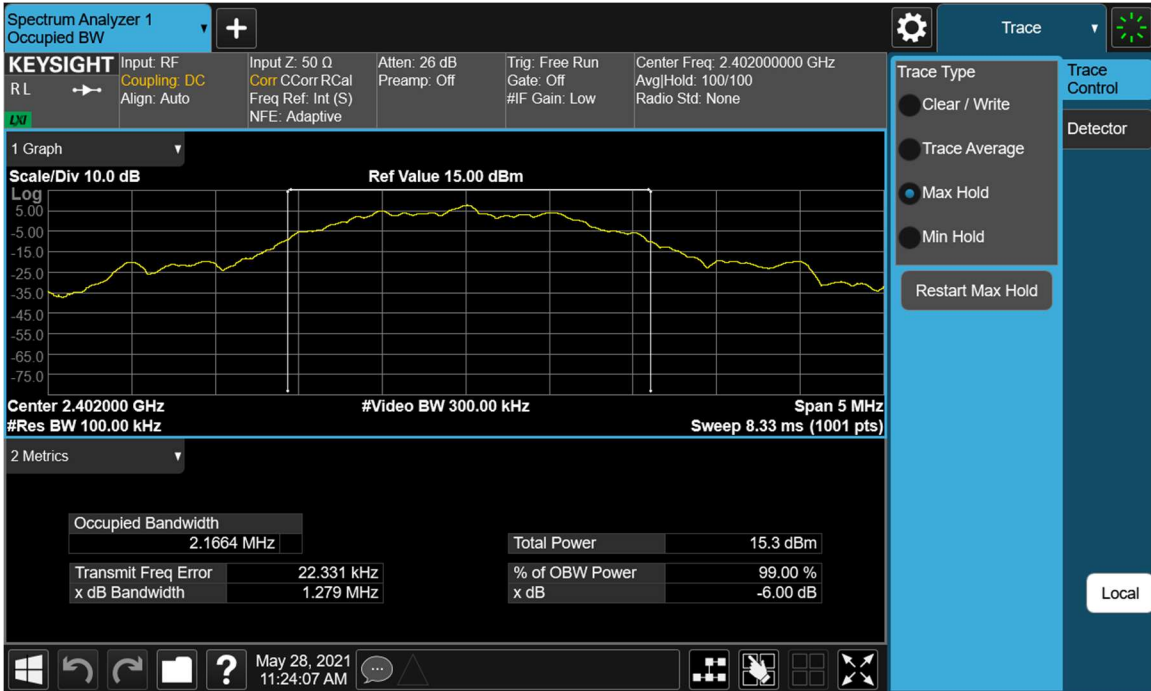 Spectrum Analyzer 1
Occupied BW
+
Trace
KEYSIGHT
RL
LXI
Input: RF
Coupling: DC
Align: Auto
Input Z: 50 Ω
Corr CCorr RCal
Freq Ref: Int (S)
NFE: Adaptive
Atten: 26 dB
Preamp: Off
Trig: Free Run
Gate: Off
#IF Gain: Low
Center Freq: 2.402000000 GHz
Avg|Hold: 100/100
Radio Std: None
1 Graph
Scale/Div 10.0 dB
Ref Value 15.00 dBm
Log
5.00
-5.00
-15.0
-25.0
-35.0
-45.0
-55.0
-65.0
-75.0
Center 2.402000 GHz
#Video BW 300.00 kHz
Span 5 MHz
#Res BW 100.00 kHz
Sweep 8.33 ms (1001 pts)
2 Metrics
Occupied Bandwidth
2.1664 MHz
Total Power 15.3 dBm
Transmit Freq Error 22.331 kHz
% of OBW Power 99.00 %
x dB Bandwidth 1.279 MHz
x dB -6.00 dB
Trace Type
Clear / Write
Trace Average
Max Hold
Min Hold
Restart Max Hold
Trace
Control
Detector
Local
?
May 28, 2021
11:24:07 AM